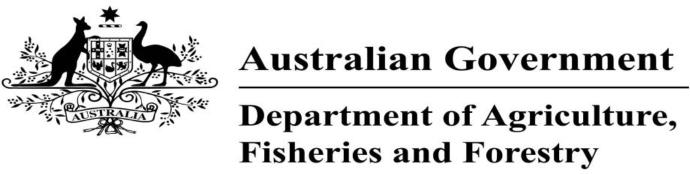 AUSTRALIA
Australian Government
Department of Agriculture,
Fisheries and Forestry